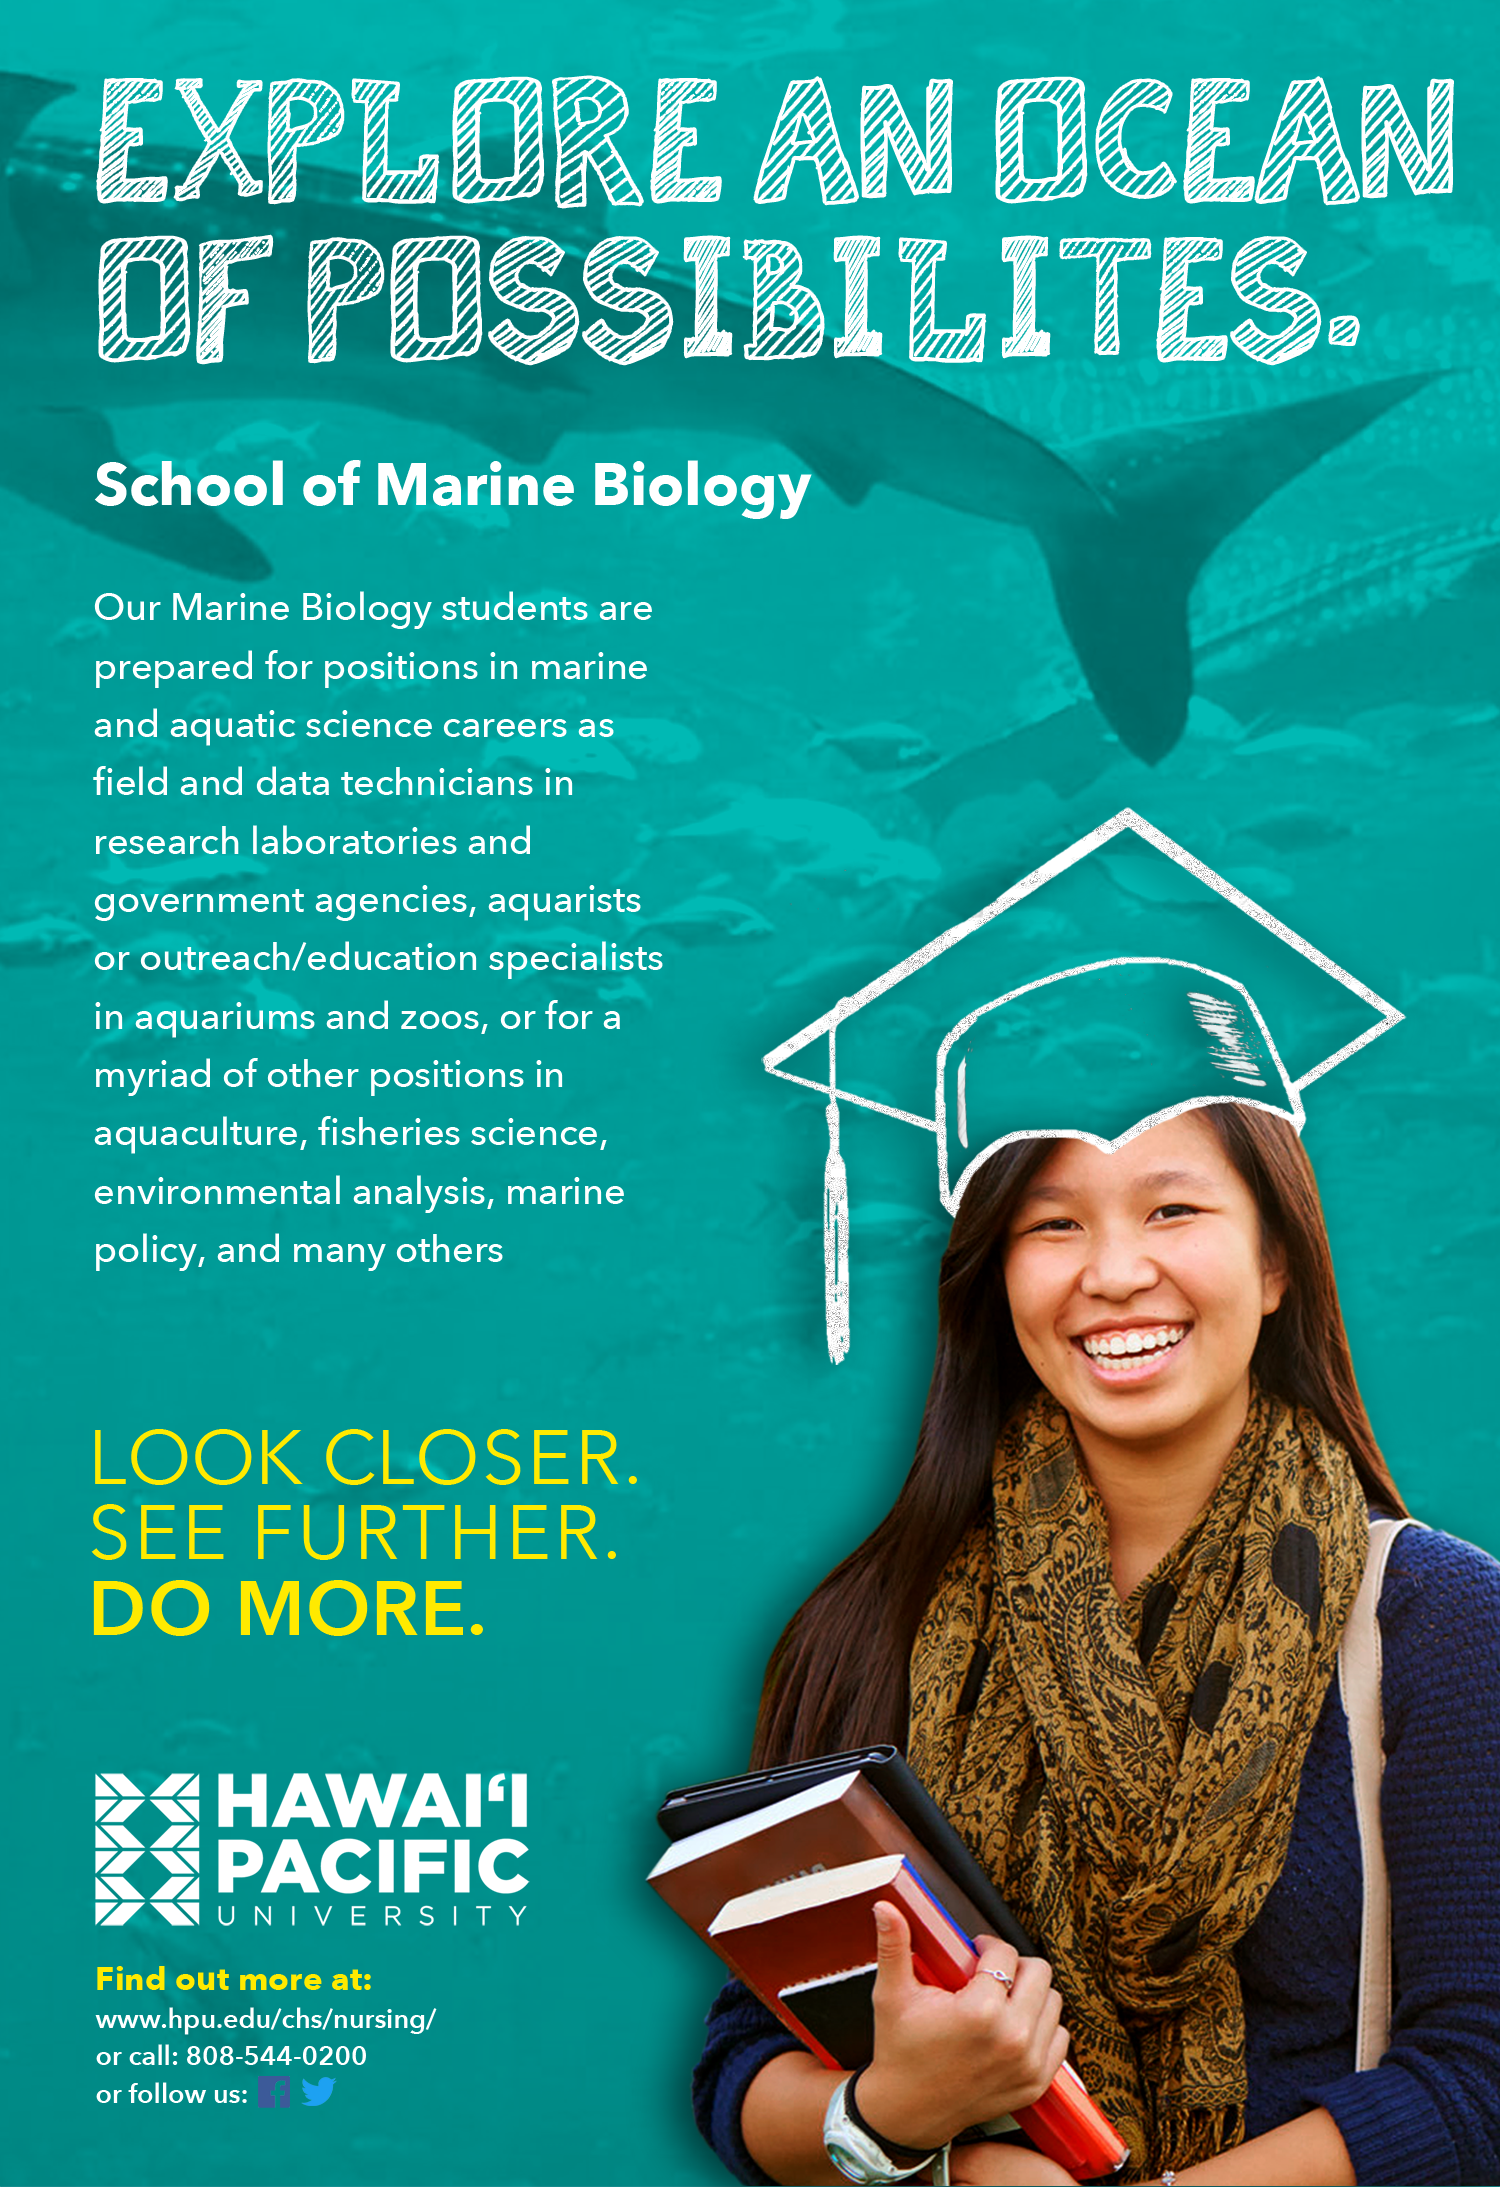 EXPLORE AN OCEAN
OF POSSIBILITES.
School of Marine Biology
Our Marine Biology students are
prepared for positions in marine
and aquatic science careers as
field and data technicians in
research laboratories and
government agencies, aquarists
or outreach/education specialists
in aquariums and zoos, or for a
myriad of other positions in
aquaculture, fisheries science,
environmental analysis, marine
policy, and many others
LOOK CLOSER.
SEE FURTHER.
DO MORE.
HAWAI‘I
PACIFIC
UNIVERSITY
Find out more at:
www.hpu.edu/chs/nursing/
or call: 808-544-0200
or follow us: